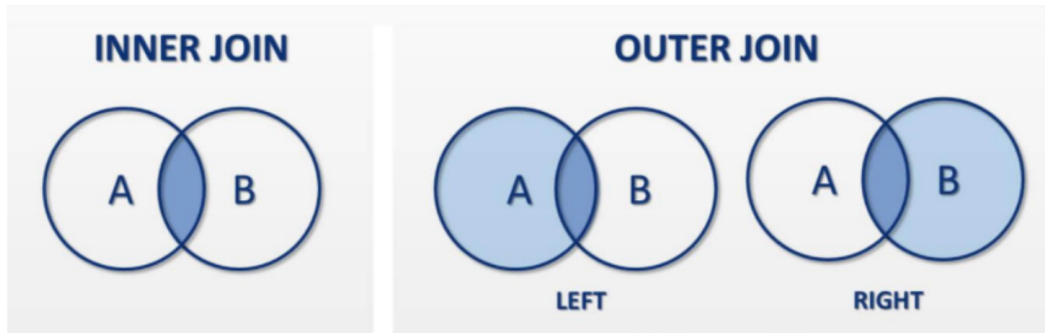 INNER JOIN
A B
OUTER JOIN
A B
A B
LEFT
RIGHT